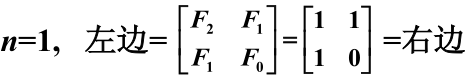 n=1, 左边= [F₂ F₁; F₁ F₀] = [1 1; 1 0] =右边